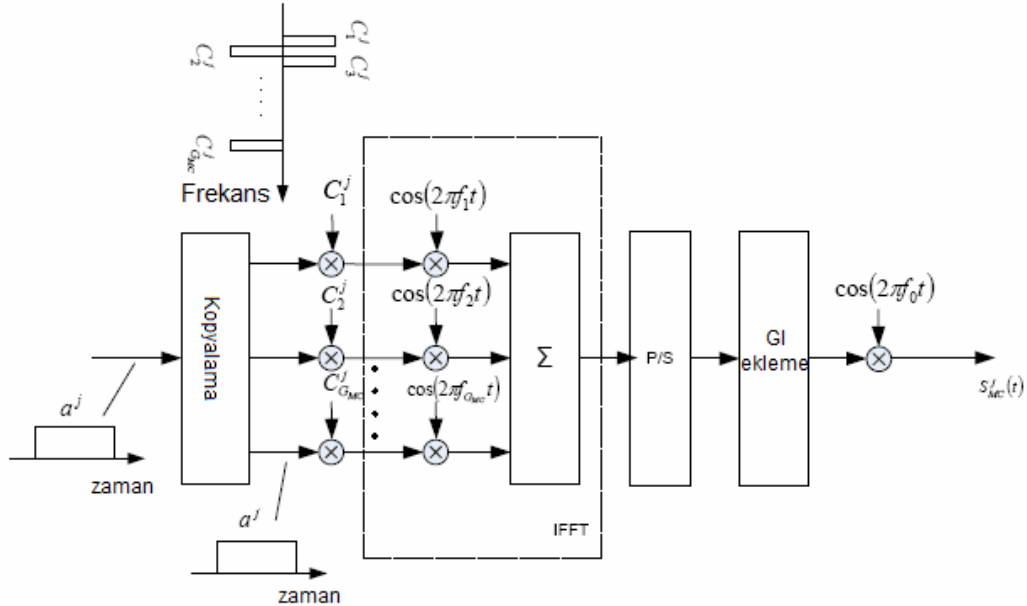 C_1^j
C_2^j
C_3^j
C_{G_{MC}}^j
Frekans
C_1^j
cos(2πf_1t)
Kopyalama
C_2^j
cos(2πf_2t)
cos(2πf_0t)
Σ
P/S
GI
ekleme
C_{G_{MC}}^j
cos(2πf_{G_{MC}}t)
s_{MC}^j(t)
a^j
zaman
a^j
IFFT
zaman